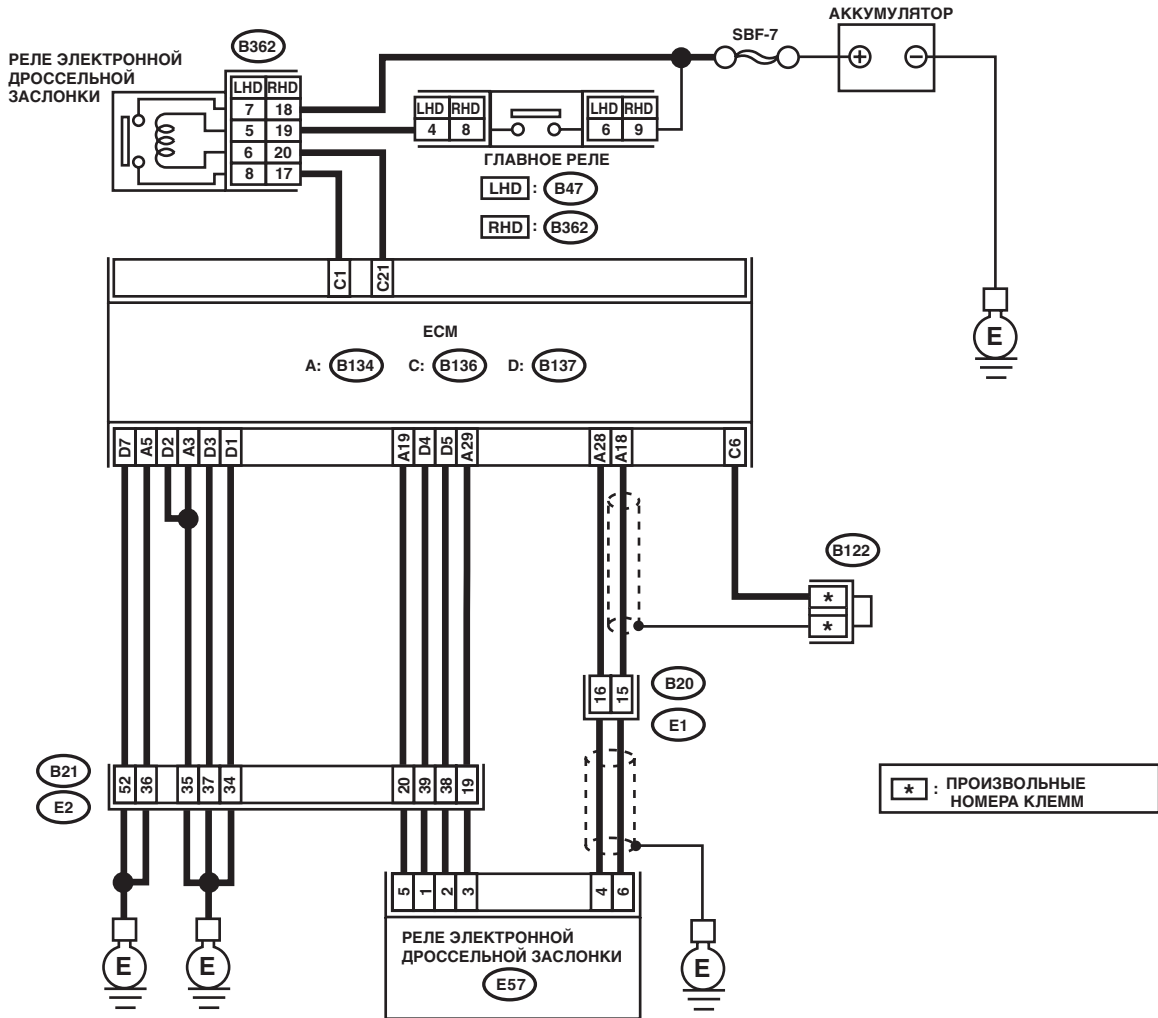 АККУМУЛЯТОР
SBF-7
B362
РЕЛЕ ЭЛЕКТРОННОЙ
ДРОССЕЛЬНОЙ
ЗАСЛОНКИ
LHD RHD
7 18
5 19
6 20
8 17
LHD RHD
4 8
LHD RHD
6 9
ГЛАВНОЕ РЕЛЕ
LHD : B47
RHD : B362
C1 C21
E
ECM
A: B134 C: B136 D: B137
D7 A5 D2 A3 D3 D1 A19 D4 D5 A29 A28 A18 C6
B122
*
*
16 15
B20
E1
B21
E2
52 36 35 37 34 20 39 38 19
* : ПРОИЗВОЛЬНЫЕ
НОМЕРА КЛЕММ
5 1 2 3 4 6
РЕЛЕ ЭЛЕКТРОННОЙ
ДРОССЕЛЬНОЙ ЗАСЛОНКИ
E57
E E E